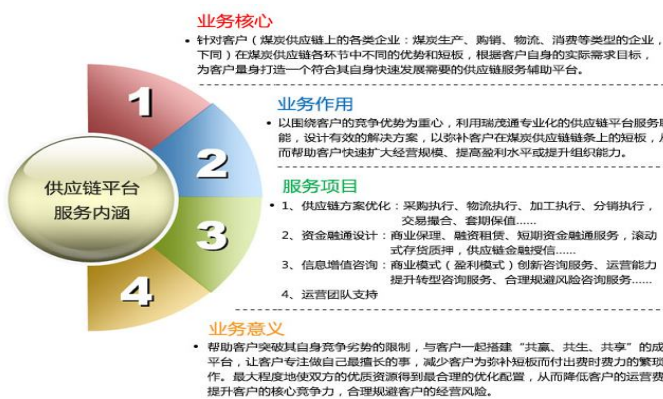 业务核心
• 针对客户（煤炭供应链上的各类企业：煤炭生产、购销、物流、消费等类型的企业，
下同）在煤炭供应链各环节中不同的优势和短板，根据客户自身的实际需求目标，
为客户量身打造一个符合其自身快速发展需要的供应链服务辅助平台。
1
业务作用
• 以围绕客户的竞争优势为重心，利用瑞茂通专业化的供应链平台服务
能，设计有效的解决方案，以弥补客户在煤炭供应链链条上的短板，
而帮助客户快速扩大经营规模、提高盈利水平或提升组织能力。
2
供应链平台
服务内涵
服务项目
• 1、供应链方案优化：采购执行、物流执行、加工执行、分销执行，
交易撮合、套期保值......
2、资金融通设计：商业保理、融资租赁、短期资金融通服务，滚动
式存货质押，供应链金融授信......
3、信息增值咨询：商业模式（盈利模式）创新咨询服务、运营能力
提升转型咨询服务、合理规避风险咨询服务......
4、运营团队支持
3
4
业务意义
• 帮助客户突破其自身竞争劣势的限制，与客户一起搭建“共赢、共生、共享”的成
平台，让客户专注做自己最擅长的事，减少客户为弥补短板而付出费时费力的繁琐
作。最大程度地使双方的优质资源得到最合理的优化配置，从而降低客户的运营费
提升客户的核心竞争力，合理规避客户的经营风险。